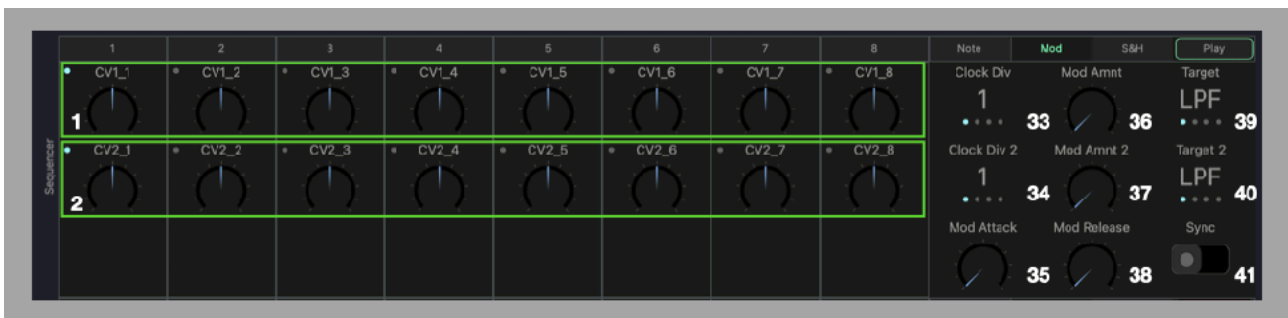 1 2 3 4 5 6 7 8 Note Mod S&H Play
CV1_1 CV1_2 CV1_3 CV1_4 CV1_5 CV1_6 CV1_7 CV1_8 Clock Div Mod Amnt Target
1 LPF
1 33 36 39
Sequencer
CV2_1 CV2_2 CV2_3 CV2_4 CV2_5 CV2_6 CV2_7 CV2_8 Clock Div 2 Mod Amnt 2 Target 2
1 LPF
2 34 37 40
Mod Attack Mod Release Sync
35 38 41